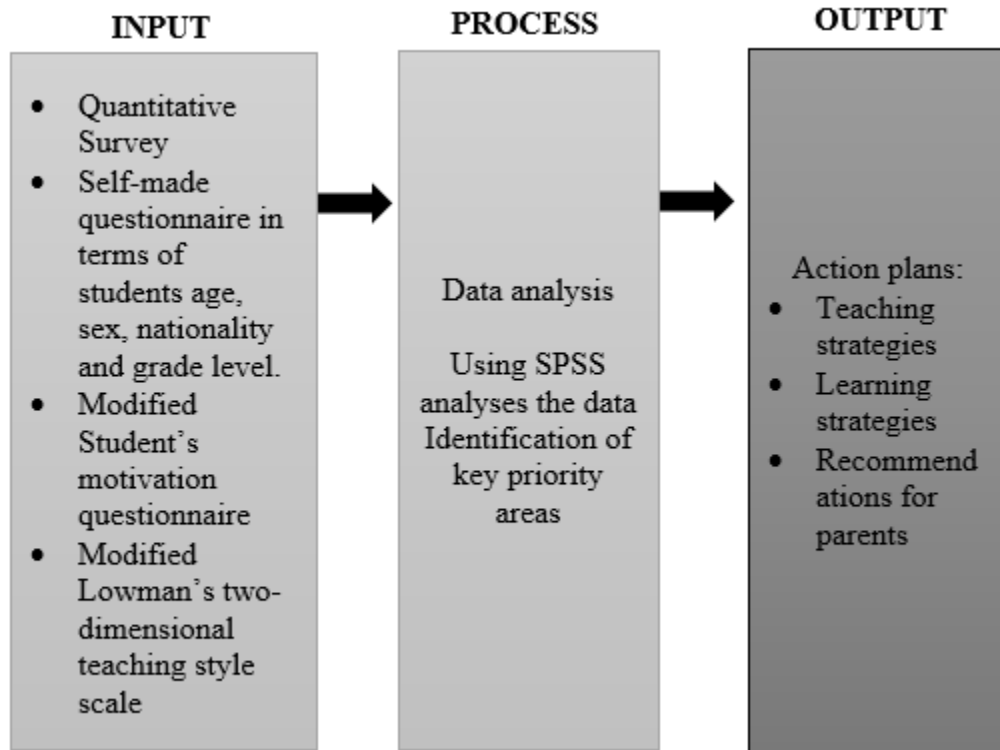 INPUT
• Quantitative
Survey
• Self-made
questionnaire in
terms of
students age,
sex, nationality
and grade level.
• Modified
Student's
motivation
questionnaire
• Modified
Lowman's two-
dimensional
teaching style
scale
PROCESS
Data analysis
Using SPSS
analyses the data
Identification of
key priority
areas
OUTPUT
Action plans:
• Teaching
strategies
• Learning
strategies
• Recommend
ations for
parents